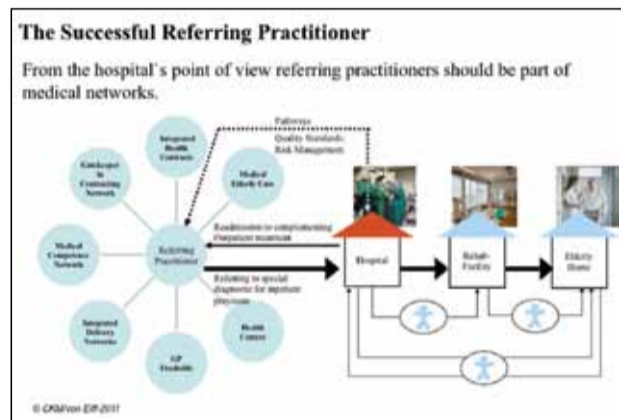 The Successful Referring Practitioner
From the hospital's point of view referring practitioners should be part of
medical networks.
Pathways
Quality Standards
Risk Management
Integrated
Health
Contracts
Gatekeeper
in
Contracting
Network
Medical
Elderly Care
Medical
Competence
Network
Referring
Practitioner
Readmission to complementing
Outpatient treatment
Referring to special
diagnostic for inpatient
Integrated
Delivery
Networks
GP
Health
Centers
Hospital
Rehab-
Facility
Elderly
Home
© CKM/von Eiff-2011